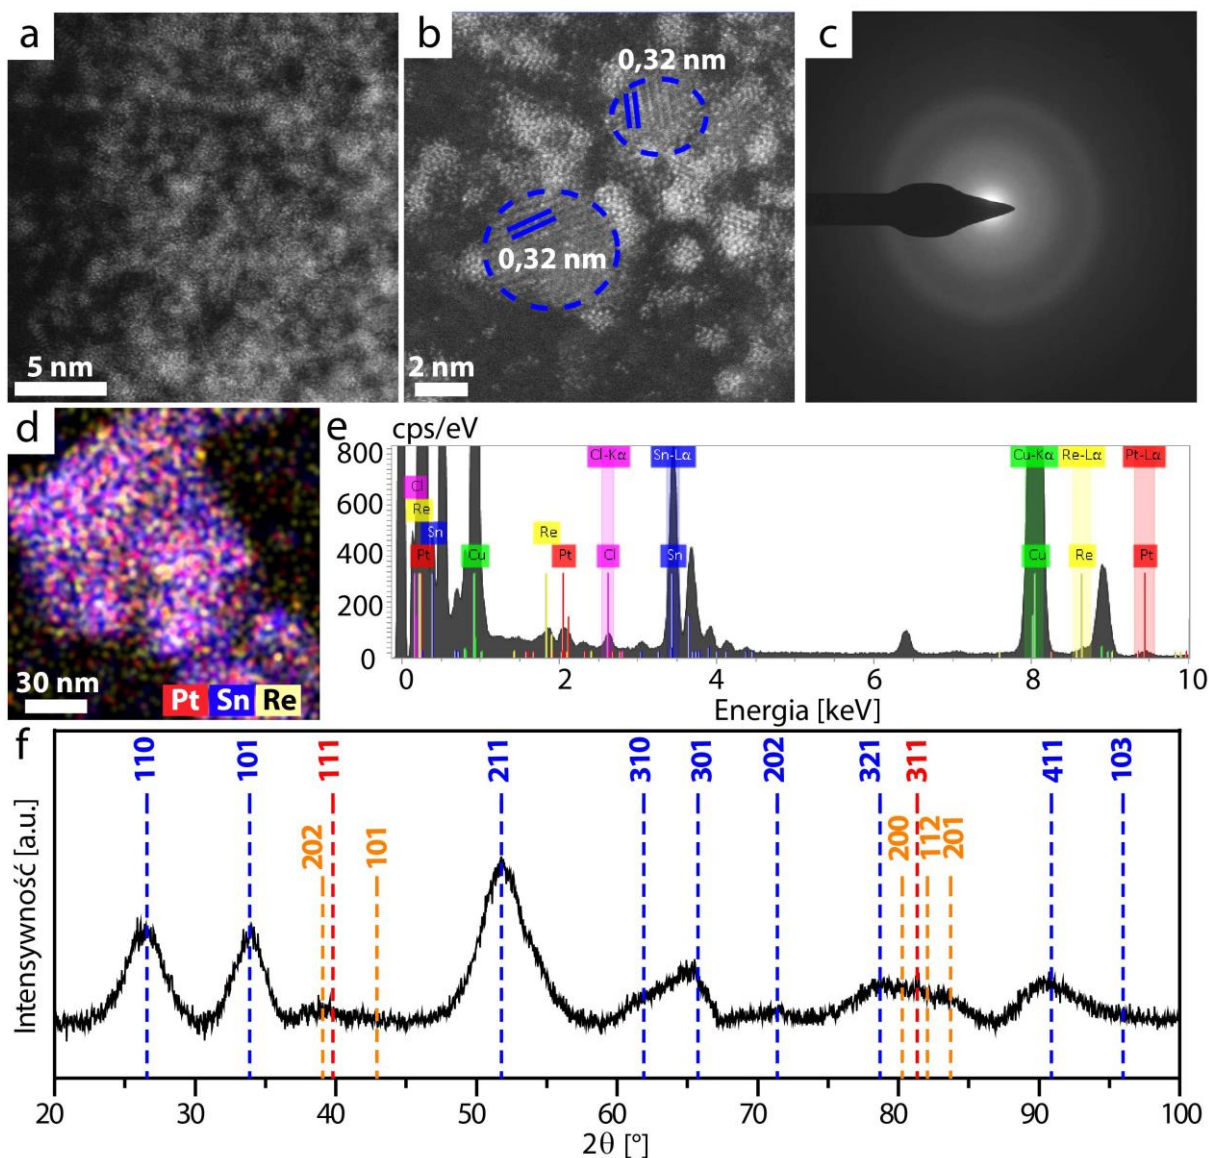 a
5 nm
b
0,32 nm
0,32 nm
2 nm
c
d
30 nm
Pt Sn Re
e
cps/eV
800
600
400
200
0
Cl
Re
Sn
Pt
Cu
Re
Pt
Cl-Kα
Cl
Sn-Lα
Sn
Cu-Kα
Cu
Re-Lα
Re
Pt-Lα
Pt
0 2 4 6 8 10
Energia [keV]
f
Intensywność [a.u.]
110
101
202
111
101
211
310
301
202
321
200
311
112
201
411
103
20 30 40 50 60 70 80 90 100
2θ [°]